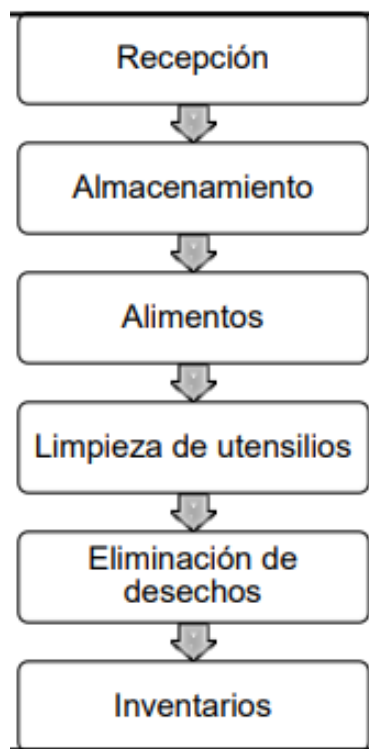 Recepción
Almacenamiento
Alimentos
Limpieza de utensilios
Eliminación de
desechos
Inventarios